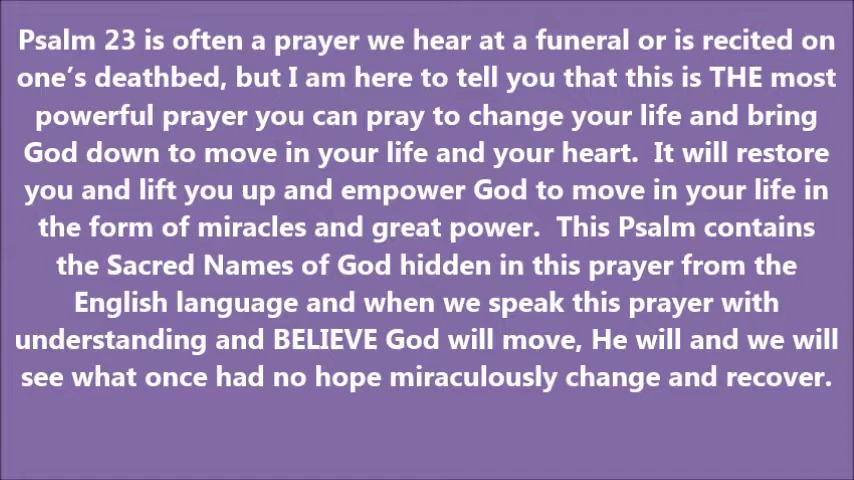 Psalm 23 is often a prayer we hear at a funeral or is recited on
one’s deathbed, but I am here to tell you that this is THE most
powerful prayer you can pray to change your life and bring
God down to move in your life and your heart.  It will restore
you and lift you up and empower God to move in your life in
the form of miracles and great power.  This Psalm contains
the Sacred Names of God hidden in this prayer from the
English language and when we speak this prayer with
understanding and BELIEVE God will move, He will and we will
see what once had no hope miraculously change and recover.